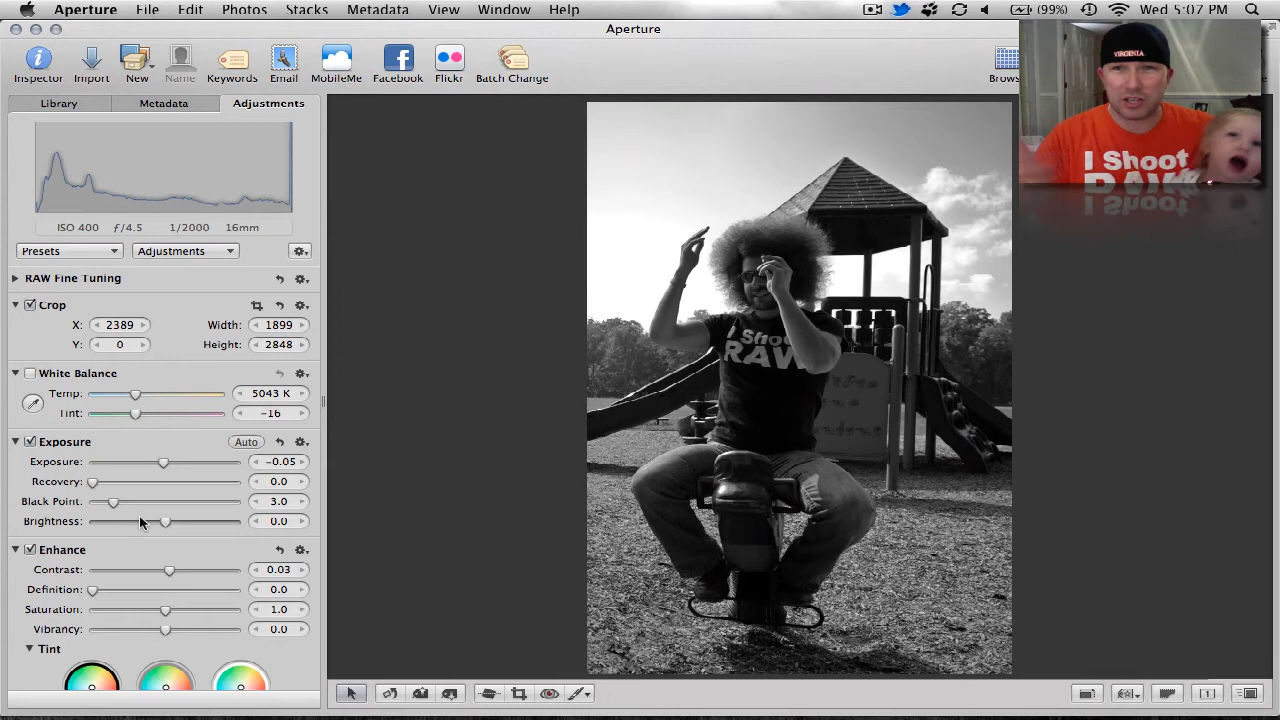 Aperture File Edit Photos Stacks Metadata View Window Help (99%) Wed 5:07 PM
Aperture
Inspector Import New Name Keywords Email MobileMe Facebook Flickr Batch Change Brows
Library Metadata Adjustments
ISO 400 ƒ/4.5 1/2000 16mm
Presets Adjustments
RAW Fine Tuning
Crop
X: 2389 Width: 1899
Y: 0 Height: 2848
White Balance
Temp: 5043 K
Tint: -16
Exposure Auto
Exposure: -0.05
Recovery: 0.0
Black Point: 3.0
Brightness: 0.0
Enhance
Contrast: 0.03
Definition: 0.0
Saturation: 1.0
Vibrancy: 0.0
Tint
I Shoot
RAW
VIRGINIA
I Shoot
RAW
1